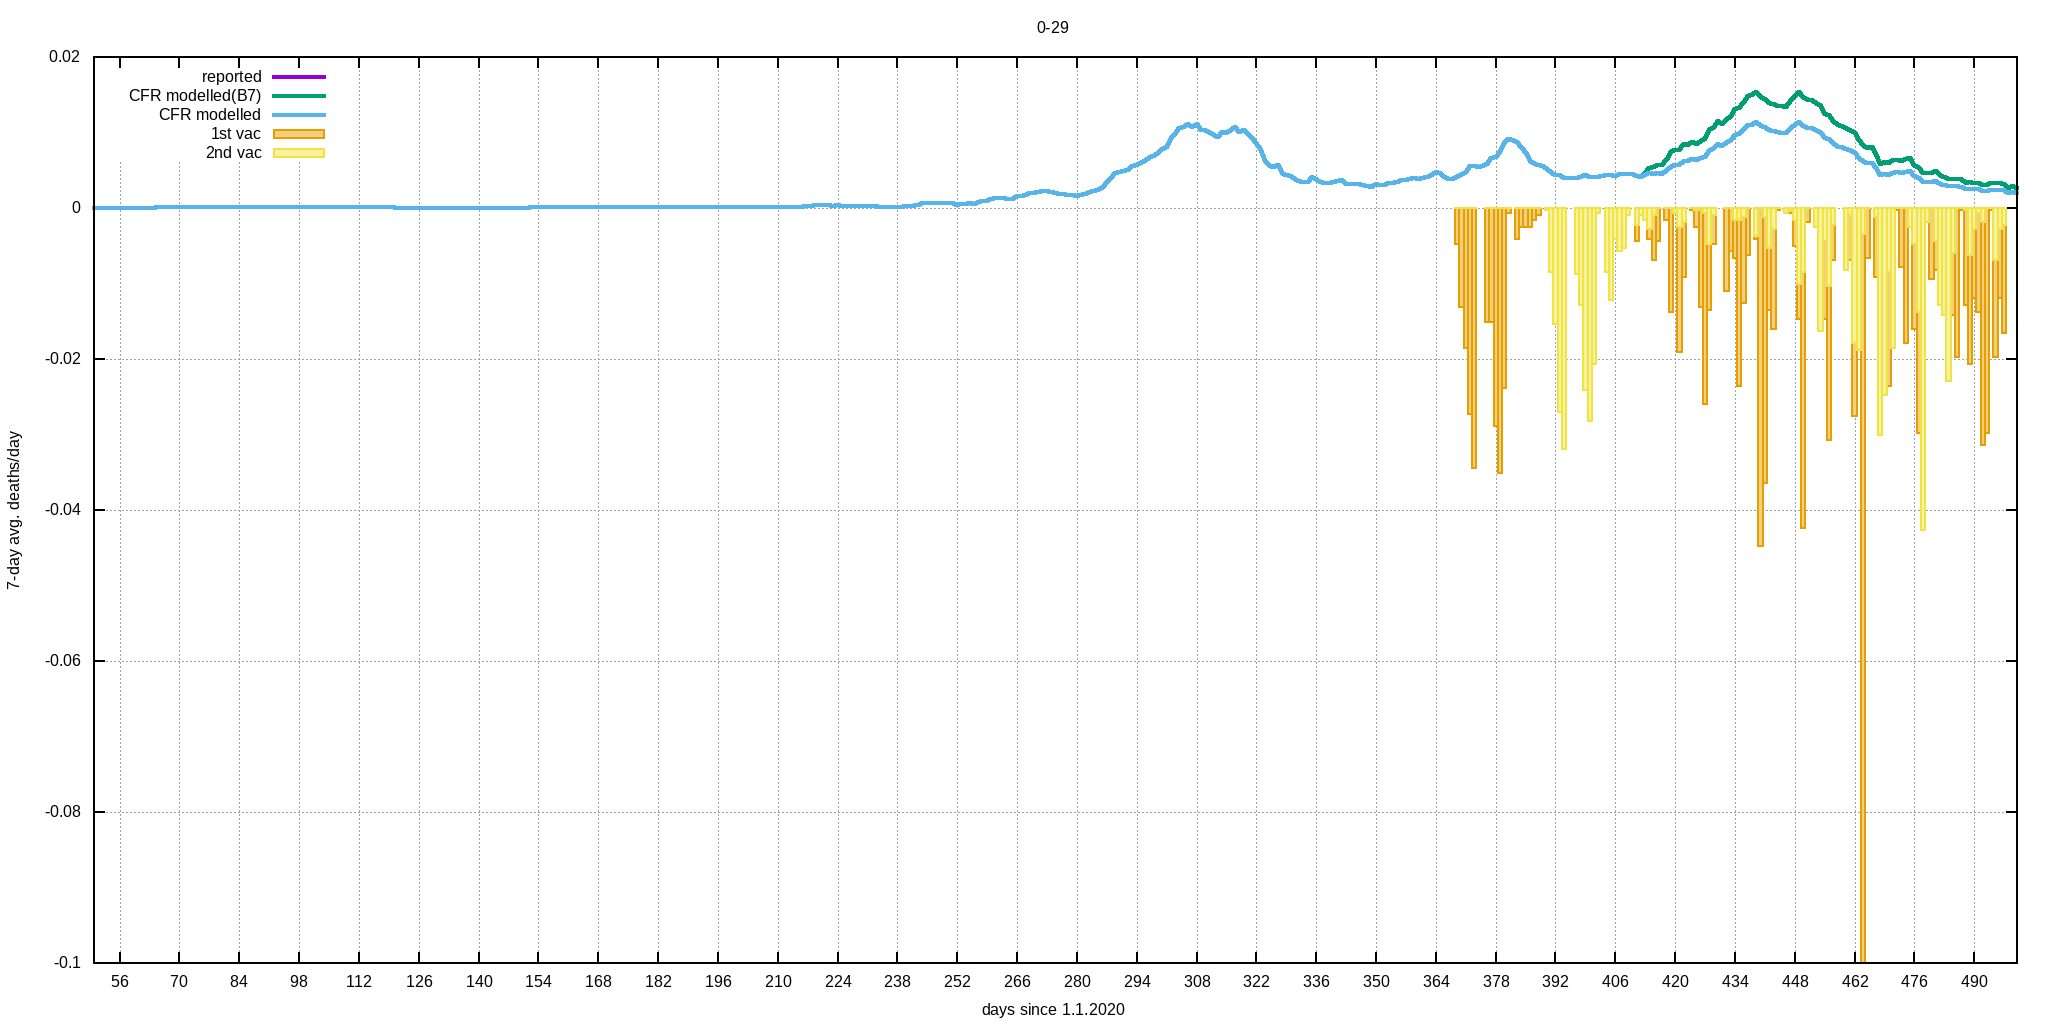 0-29
0.02
reported
CFR modelled(B7)
CFR modelled
1st vac
2nd vac
0
-0.02
-0.04
-0.06
-0.08
-0.1
7-day avg. deaths/day
56 70 84 98 112 126 140 154 168 182 196 210 224 238 252 266 280 294 308 322 336 350 364 378 392 406 420 434 448 462 476 490
days since 1.1.2020